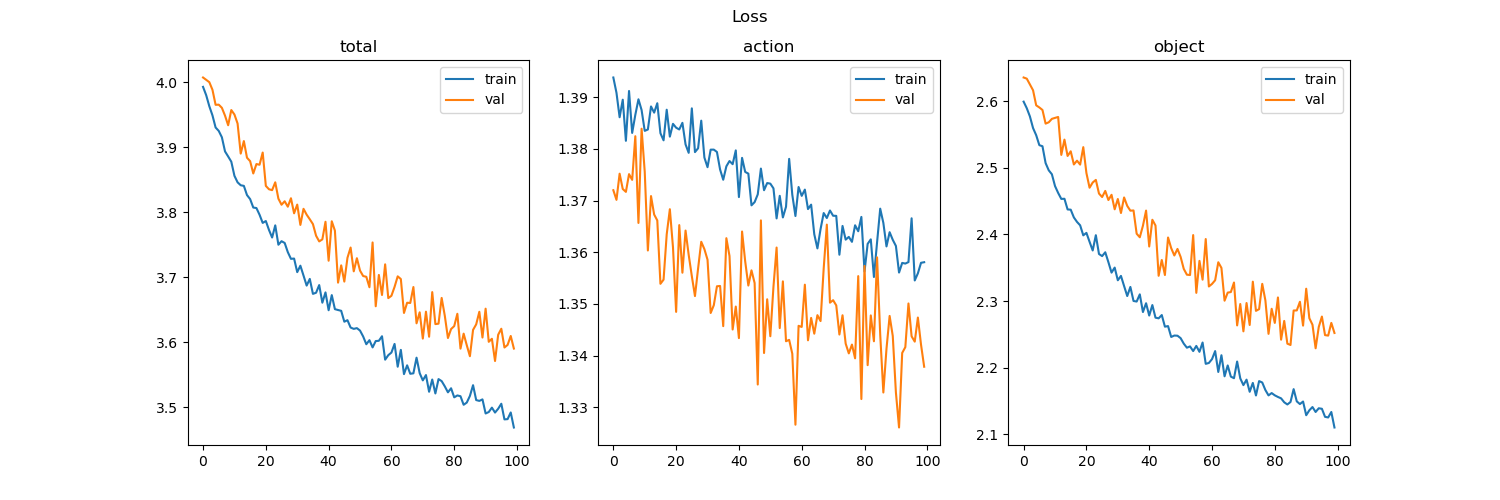 Loss
total
4.0
3.9
3.8
3.7
3.6
3.5
0 20 40 60 80 100
train
val
action
1.39
1.38
1.37
1.36
1.35
1.34
1.33
0 20 40 60 80 100
train
val
object
2.6
2.5
2.4
2.3
2.2
2.1
0 20 40 60 80 100
train
val